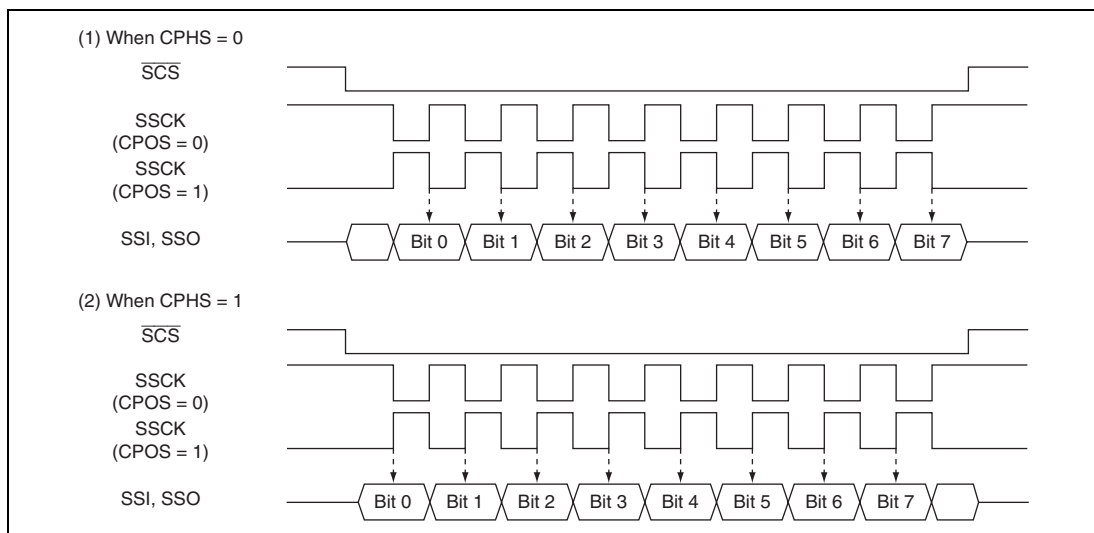 (1) When CPHS = 0
SCS
SSCK
(CPOS = 0)
SSCK
(CPOS = 1)
SSI, SSO
Bit 0 Bit 1 Bit 2 Bit 3 Bit 4 Bit 5 Bit 6 Bit 7
(2) When CPHS = 1
SCS
SSCK
(CPOS = 0)
SSCK
(CPOS = 1)
SSI, SSO
Bit 0 Bit 1 Bit 2 Bit 3 Bit 4 Bit 5 Bit 6 Bit 7